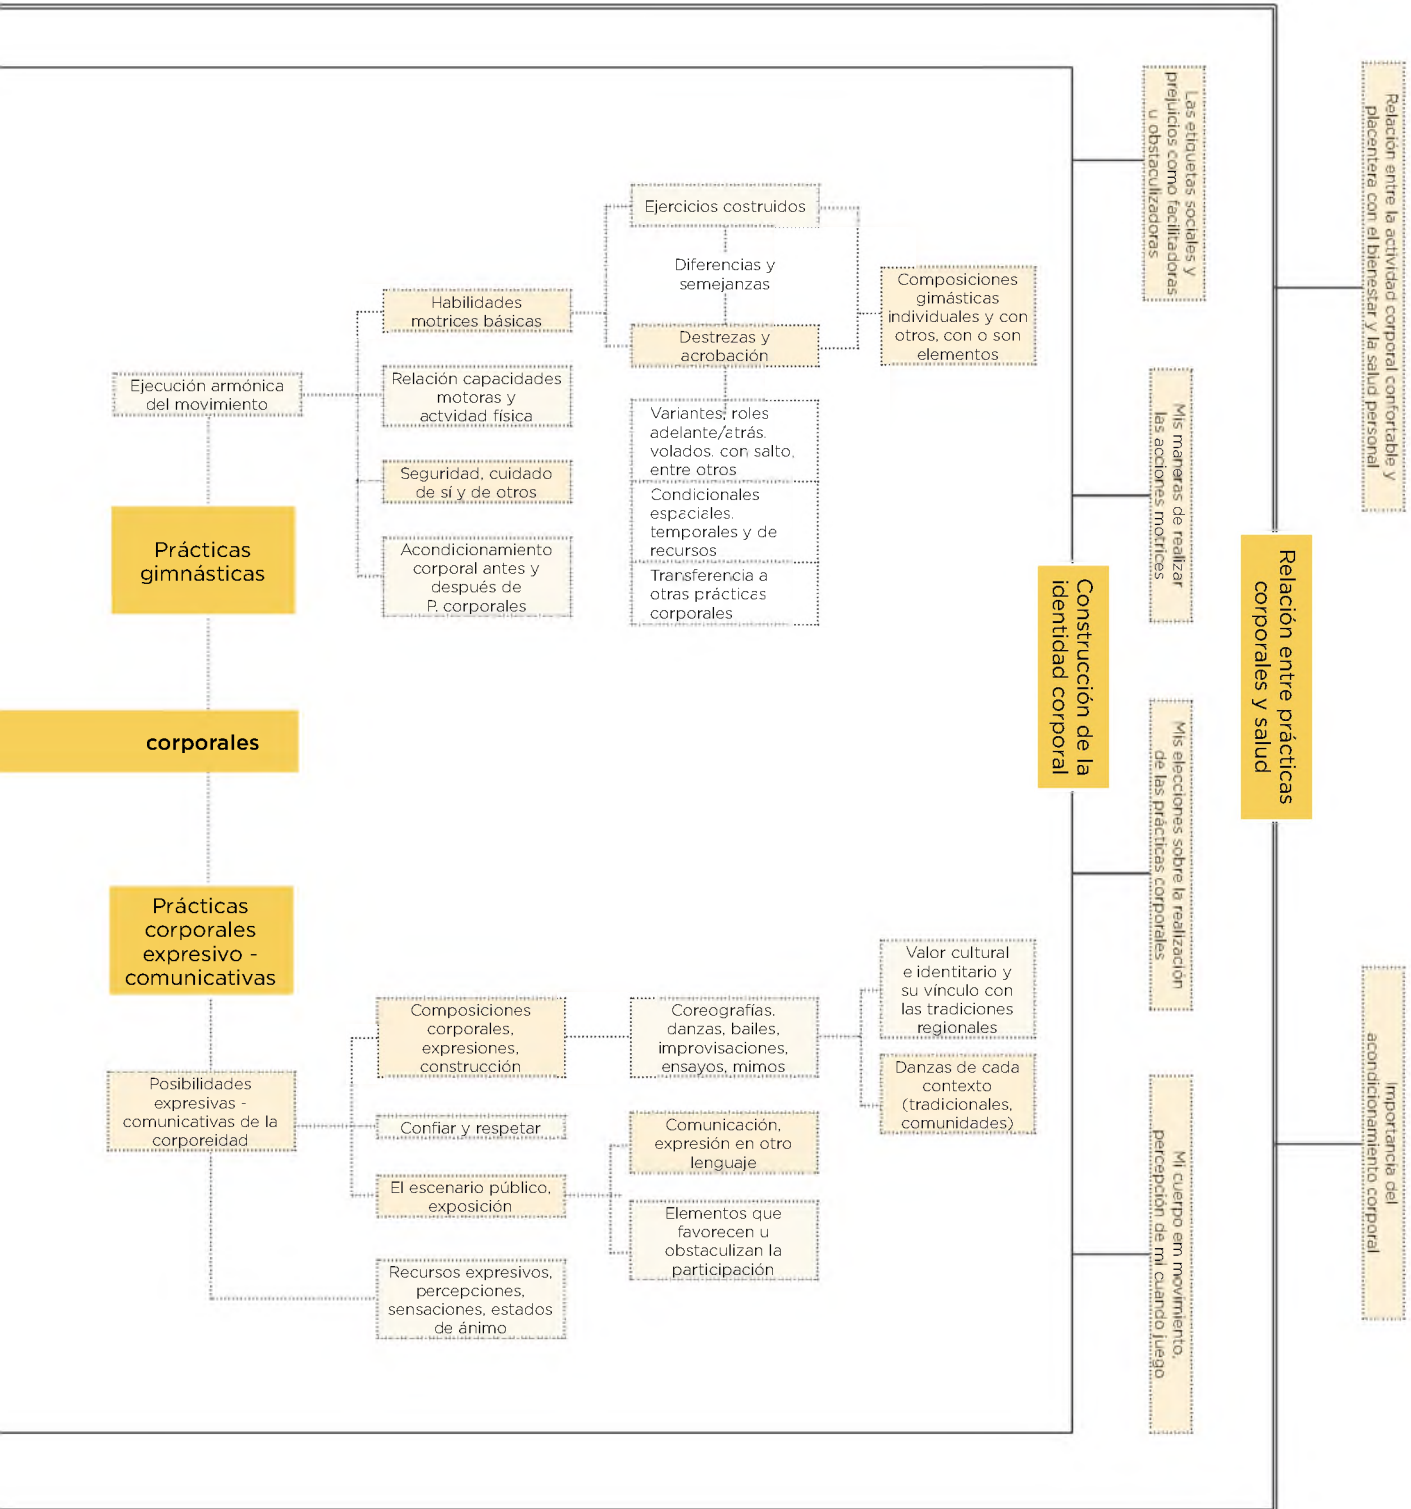 Ejercicios costruidos
Diferencias y
semejanzas
Habilidades
motrices básicas
Destrezas y
acrobación
Composiciones
gimásticas
individuales y con
otros, con o son
elementos
Ejecución armónica
del movimiento
Relación capacidades
motoras y
actvidad física
Seguridad, cuidado
de sí y de otros
Acondicionamiento
corporal antes y
después de
P. corporales
Variantes, roles
adelante/atrás.
volados. con salto,
entre otros
Condicionales
espaciales.
temporales y de
recursos
Transferencia a
otras prácticas
corporales
Prácticas
gimnásticas
corporales
Prácticas
corporales
expresivo -
comunicativas
Posibilidades
expresivas -
comunicativas de la
corporeidad
Composiciones
corporales,
expresiones,
construcción
Confiar y respetar
El escenario público,
exposición
Recursos expresivos,
percepciones,
sensaciones, estados
de ánimo
Coreografías.
danzas, bailes,
improvisaciones,
ensayos, mimos
Comunicación,
expresión en otro
lenguaje
Elementos que
favorecen u
obstaculizan la
participación
Valor cultural
e identitario y
su vínculo con
las tradiciones
regionales
Danzas de cada
contexto
(tradicionales,
comunidades)
Construcción de la
identidad corporal
Las etiquetas sociales y
prejuicios como facilitadoras
u obstaculizadoras
Mis maneras de realizar
las acciones motrices
Mis elecciones sobre la realización
de las prácticas corporales
Mi cuerpo em movimiento,
percepción de mi cuando juego
Relación entre prácticas
corporales y salud
Relación entre la actividad corporal confortable y
placentera con el bienestar y la salud personal
Importancia del
acondicionamiento corporal